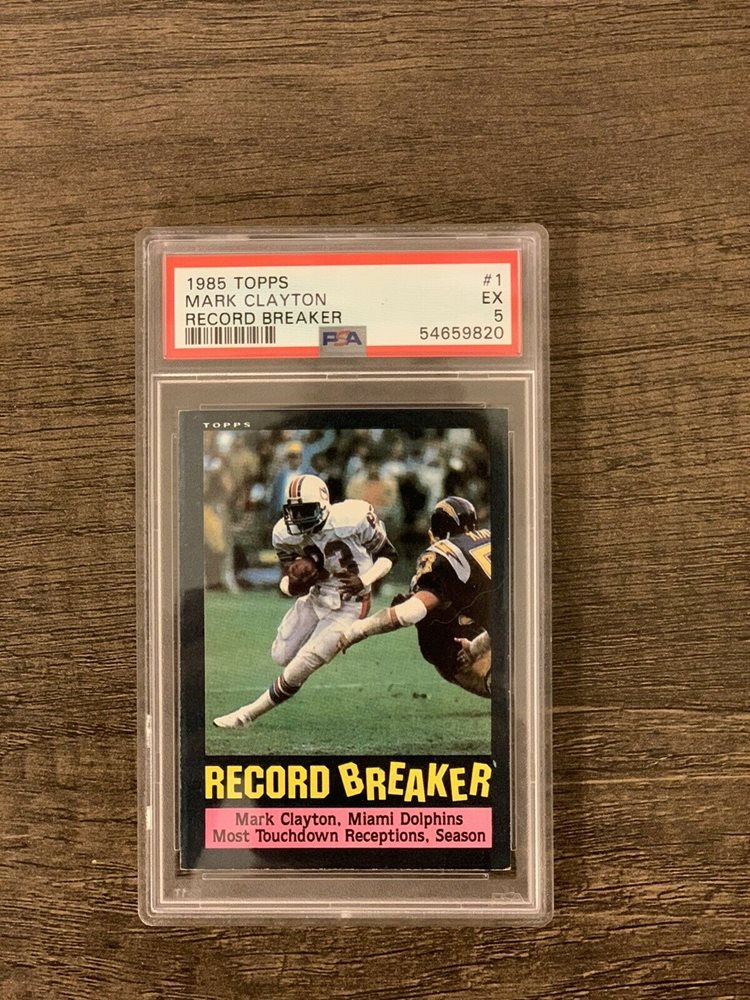 1985 TOPPS #1
MARK CLAYTON EX
RECORD BREAKER 5
PSA 54659820
TOPPS
83
RECORD BREAKER
Mark Clayton, Miami Dolphins
Most Touchdown Receptions, Season